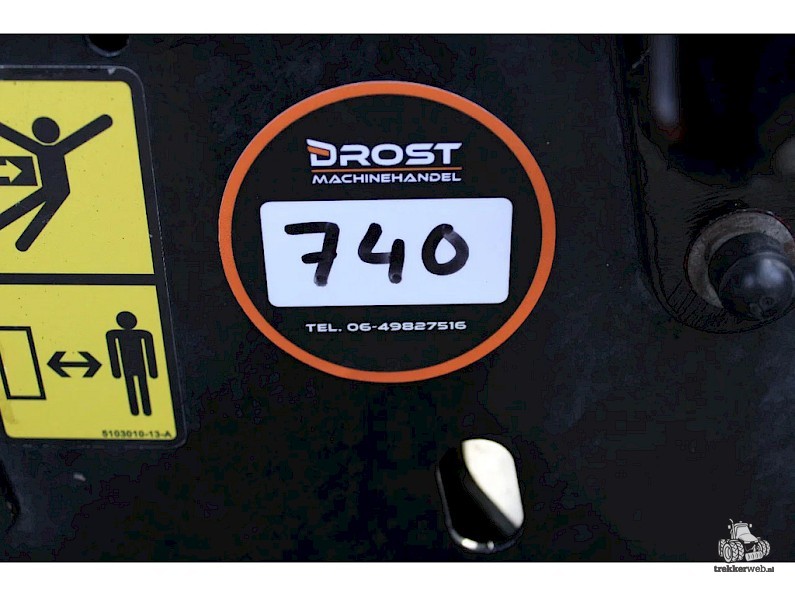 DROST
MACHINEHANDEL
740
TEL. 06-49827516
5103010-13-A
trekkerweb.nl